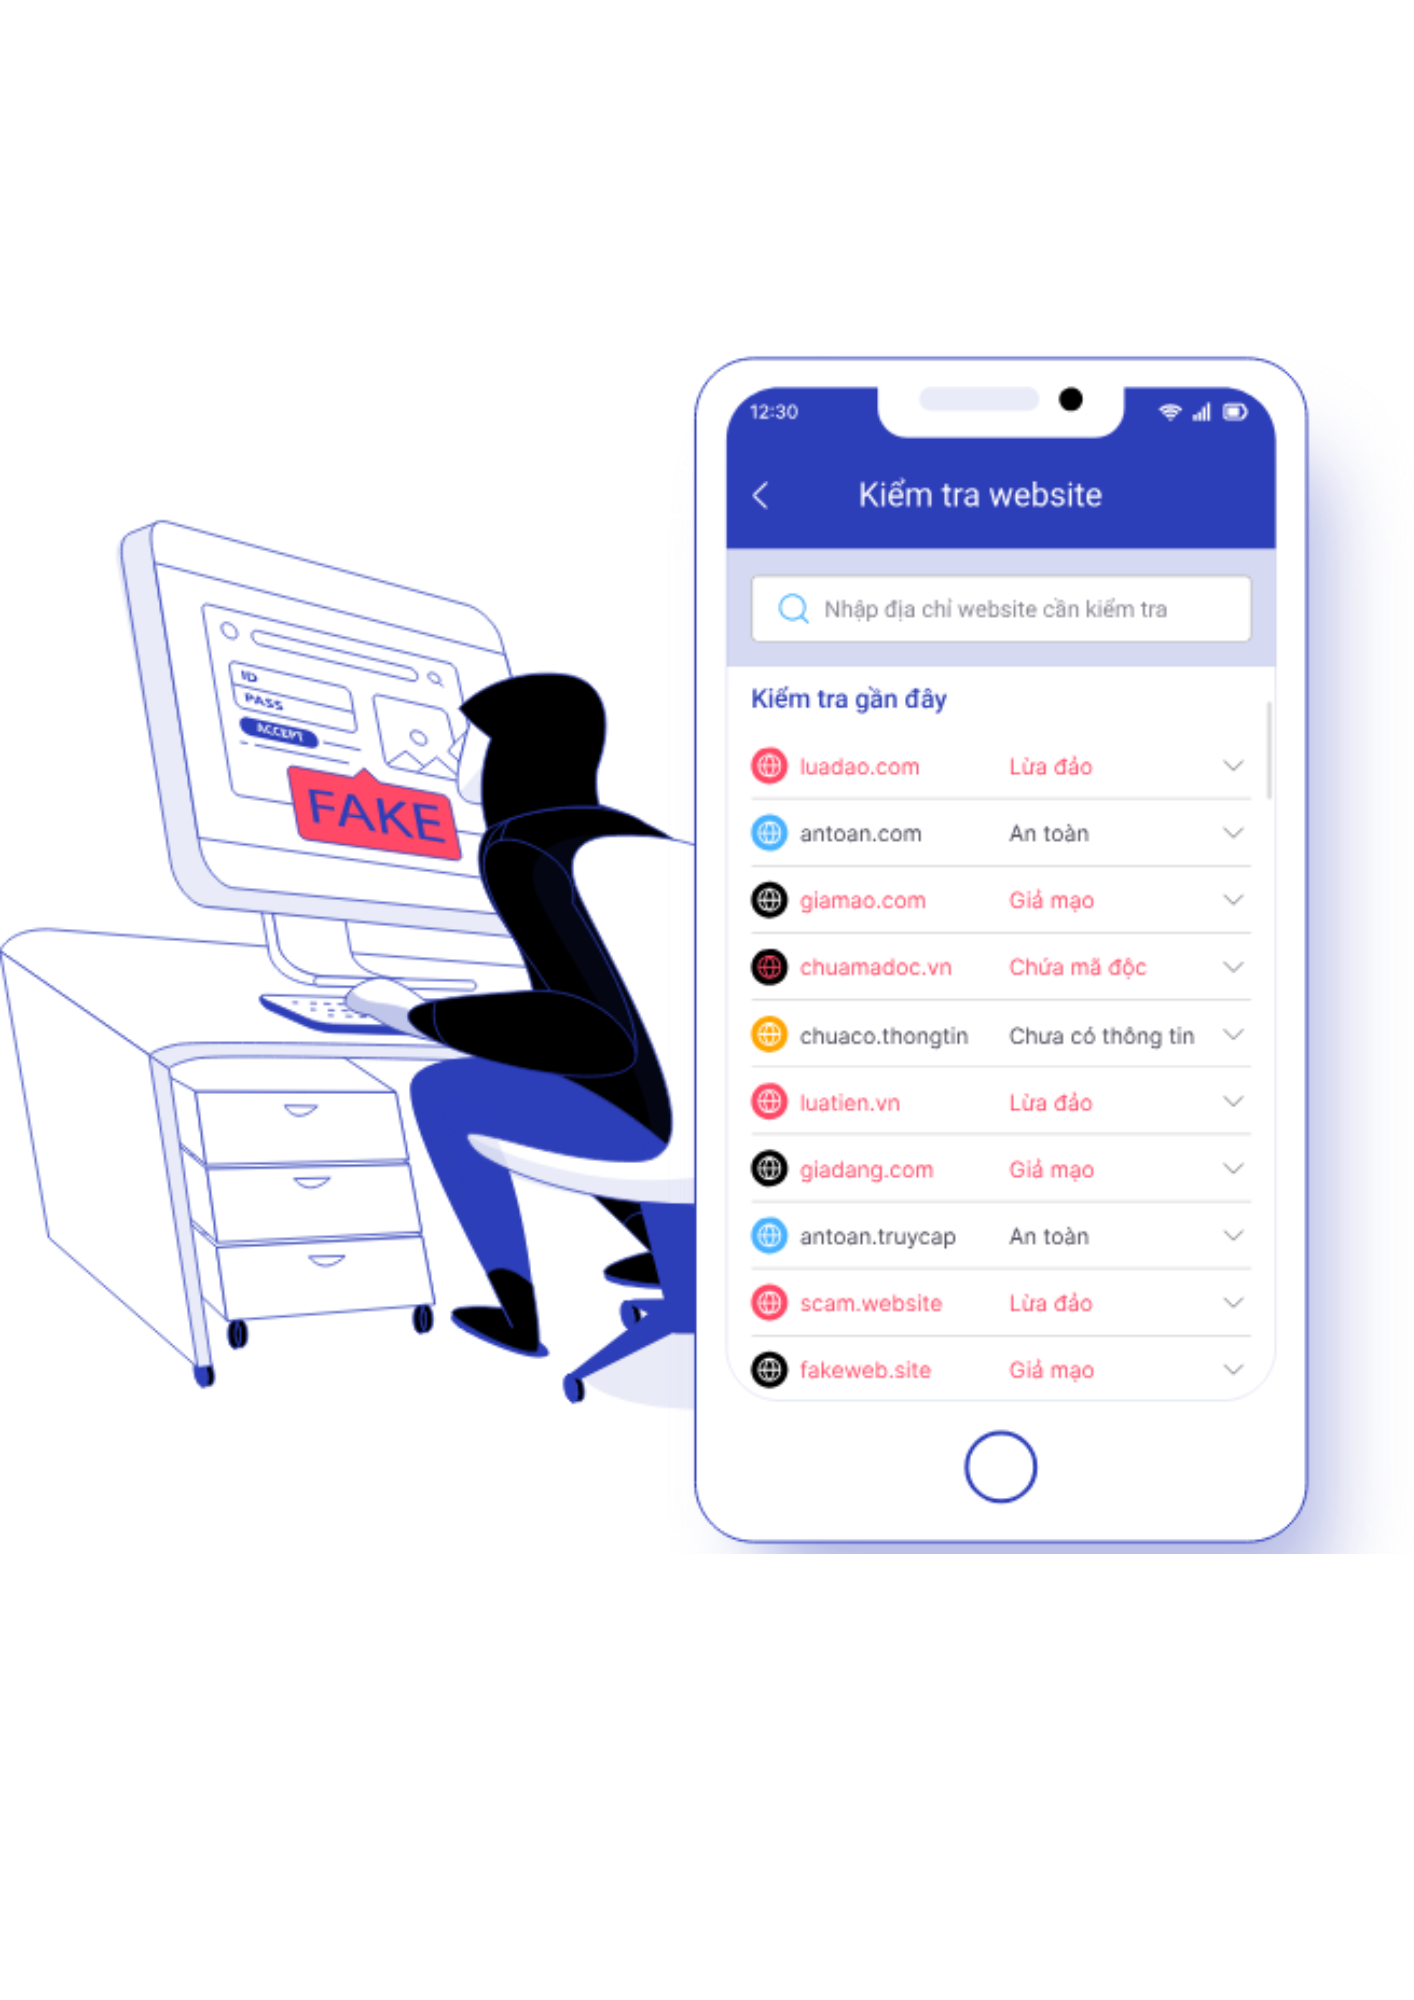 ID
PASS
ACCEPT
FAKE
12:30
Kiểm tra website
Nhập địa chỉ website cần kiểm tra
Kiểm tra gần đây
luadao.com Lừa đảo
antoan.com An toàn
giamao.com Giả mạo
chuamadoc.vn Chứa mã độc
chuaco.thongtin Chưa có thông tin
luatien.vn Lừa đảo
giadang.com Giả mạo
antoan.truycap An toàn
scam.website Lừa đảo
fakeweb.site Giả mạo